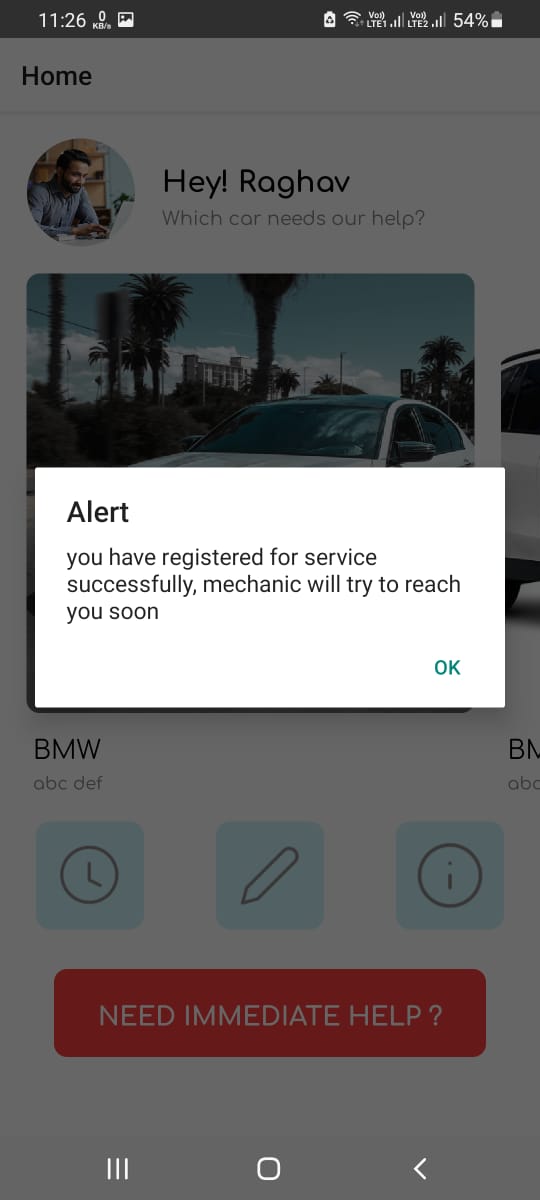 11:26 0 KB/s Vo) LTE1 Vo) LTE2 54%
Home
Hey! Raghav
Which car needs our help?
Alert
you have registered for service
successfully, mechanic will try to reach
you soon
OK
BMW
abc def
BM
abc
NEED IMMEDIATE HELP ?